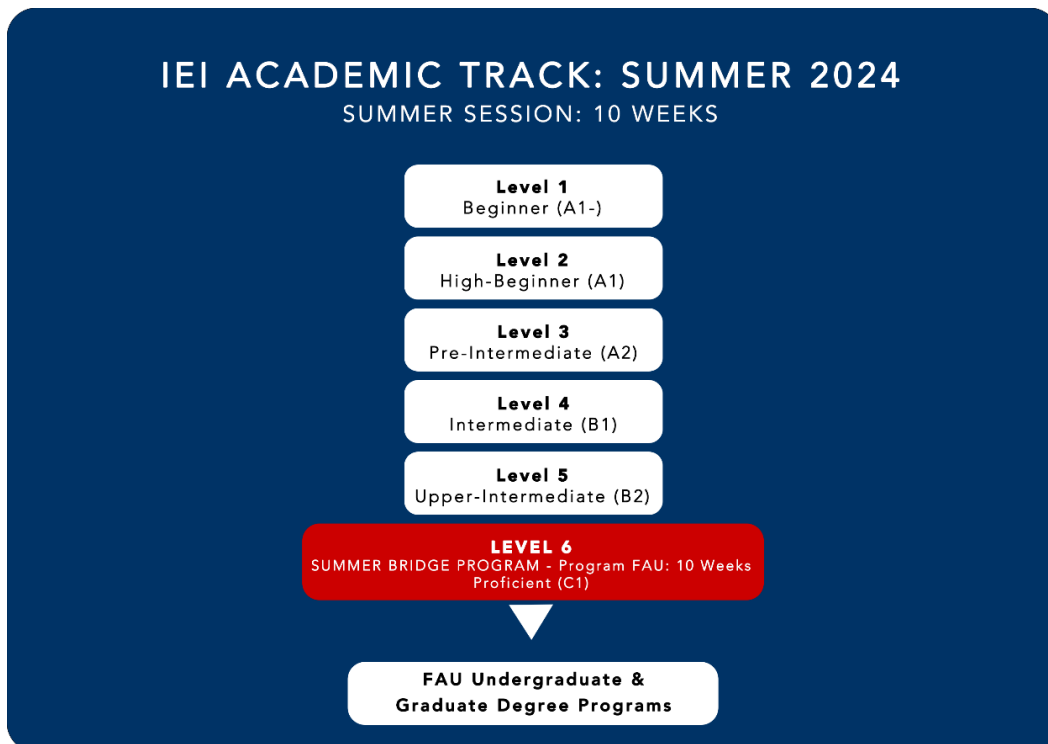 IEI ACADEMIC TRACK: SUMMER 2024
SUMMER SESSION: 10 WEEKS
Level 1
Beginner (A1-)
Level 2
High-Beginner (A1)
Level 3
Pre-Intermediate (A2)
Level 4
Intermediate (B1)
Level 5
Upper-Intermediate (B2)
LEVEL 6
SUMMER BRIDGE PROGRAM - Program FAU: 10 Weeks
Proficient (C1)
FAU Undergraduate &
Graduate Degree Programs